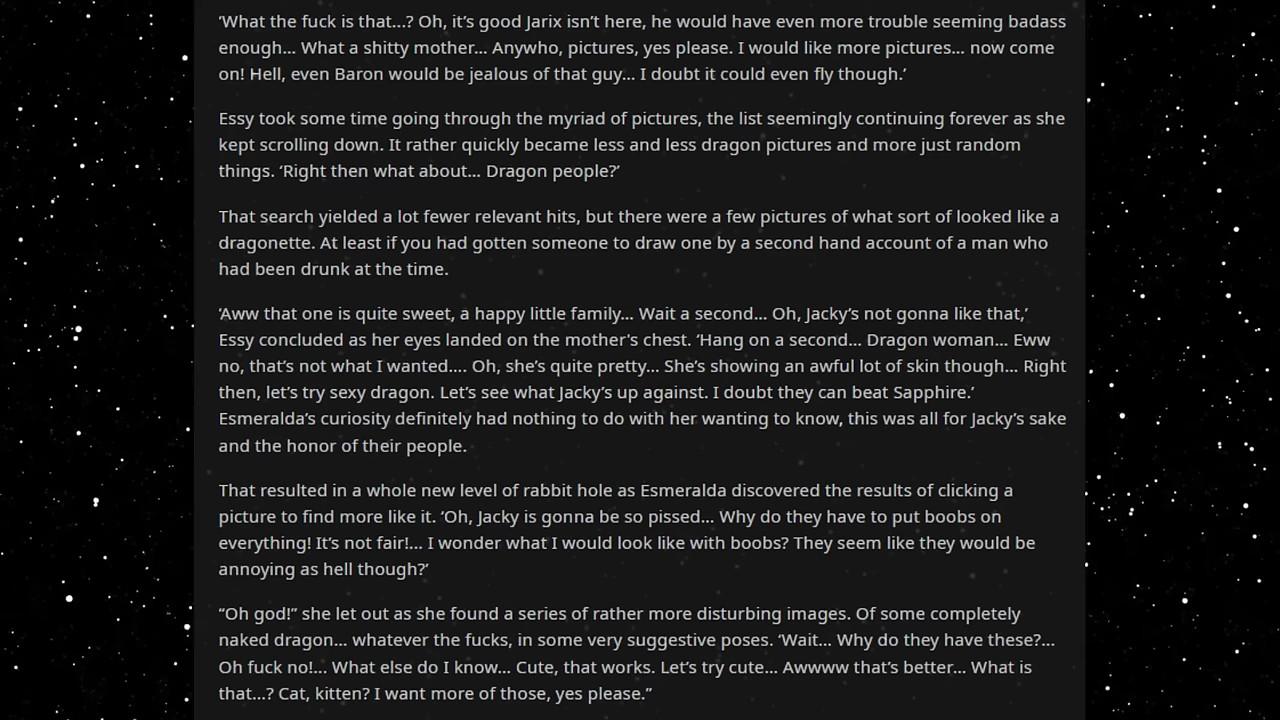 ‘What the fuck is that...? Oh, it’s good Jarix isn’t here, he would have even more trouble seeming badass
enough... What a shitty mother... Anywho, pictures, yes please. I would like more pictures... now come
on! Hell, even Baron would be jealous of that guy... I doubt it could even fly though.’
Essy took some time going through the myriad of pictures, the list seemingly continuing forever as she
kept scrolling down. It rather quickly became less and less dragon pictures and more just random
things. ‘Right then what about... Dragon people?’
That search yielded a lot fewer relevant hits, but there were a few pictures of what sort of looked like a
dragonette. At least if you had gotten someone to draw one by a second hand account of a man who
had been drunk at the time.
‘Aww that one is quite sweet, a happy little family... Wait a second... Oh, Jacky’s not gonna like that,’
Essy concluded as her eyes landed on the mother's chest. ‘Hang on a second... Dragon woman... Eww
no, that’s not what I wanted.... Oh, she’s quite pretty... She’s showing an awful lot of skin though... Right
then, let’s try sexy dragon. Let’s see what Jacky’s up against. I doubt they can beat Sapphire.’
Esmeralda’s curiosity definitely had nothing to do with her wanting to know, this was all for Jacky’s sake
and the honor of their people.
That resulted in a whole new level of rabbit hole as Esmeralda discovered the results of clicking a
picture to find more like it. ‘Oh, Jacky is gonna be so pissed... Why do they have to put boobs on
everything! It’s not fair!... I wonder what I would look like with boobs? They seem like they would be
annoying as hell though?’
“Oh god!” she let out as she found a series of rather more disturbing images. Of some completely
naked dragon... whatever the fucks, in some very suggestive poses. ‘Wait... Why do they have these?...
Oh fuck no!... What else do I know... Cute, that works. Let’s try cute... Awwww that’s better... What is
that...? Cat, kitten? I want more of those, yes please.”